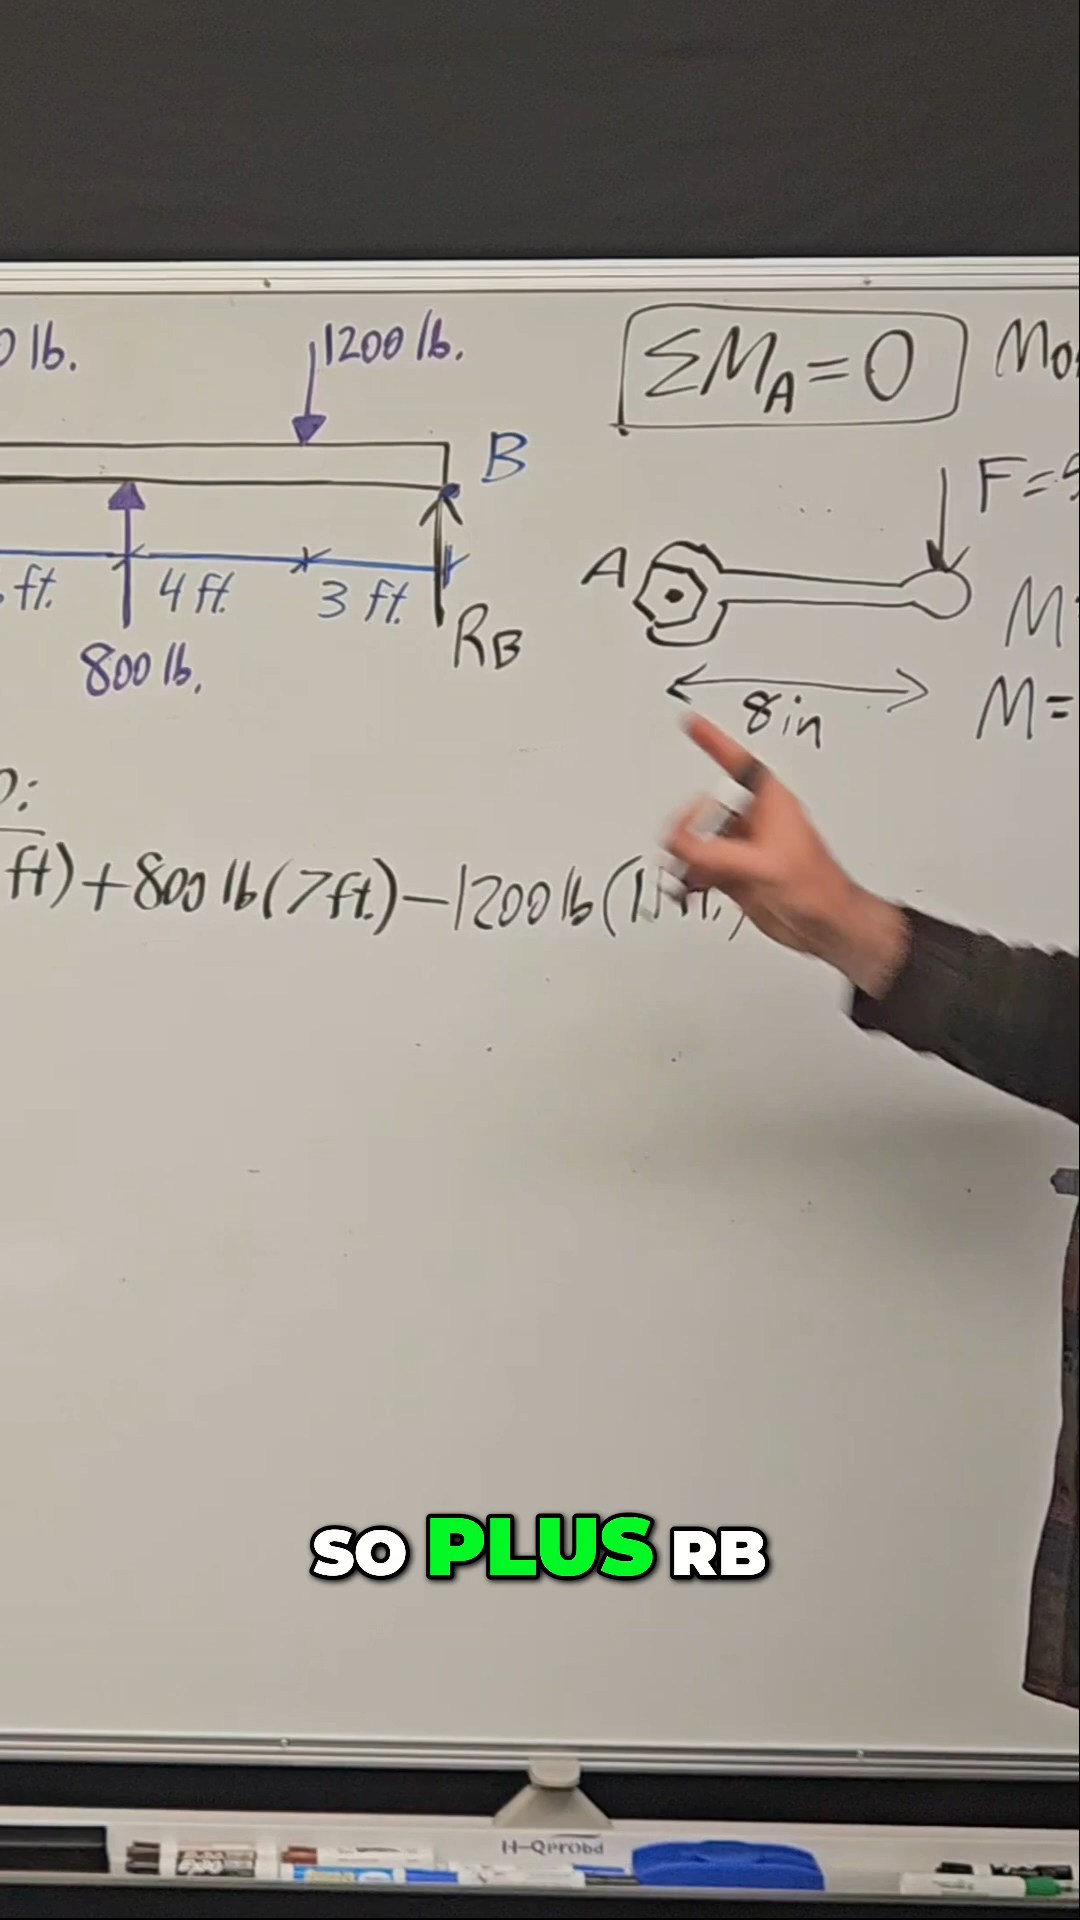 0 lb.
1200 lb.
ΣM_A=0
B
F=
A
ft.
4 ft.
3 ft.
R_B
M
800 lb.
8 in
M=
ft)+800 lb(7ft.)-1200 lb(
SO PLUS RB